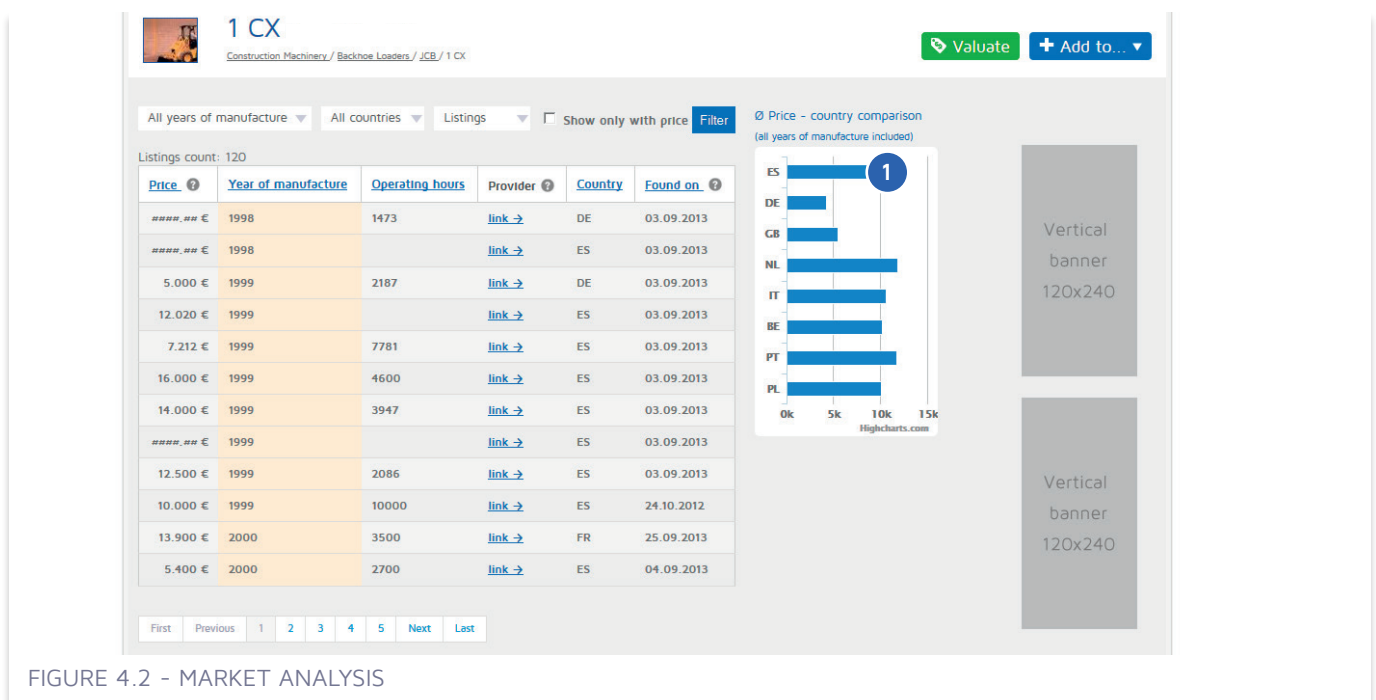 1 CX
Construction Machinery / Backhoe Loaders / JCB / 1 CX
Valuate
Add to...
All years of manufacture All countries Listings Show only with price Filter
Listings count: 120
Price Year of manufacture Operating hours Provider Country Found on
####.## € 1998 1473 link → DE 03.09.2013
####.## € 1998 link → ES 03.09.2013
5.000 € 1999 2187 link → DE 03.09.2013
12.020 € 1999 link → ES 03.09.2013
7.212 € 1999 7781 link → ES 03.09.2013
16.000 € 1999 4600 link → ES 03.09.2013
14.000 € 1999 3947 link → ES 03.09.2013
####.## € 1999 link → ES 03.09.2013
12.500 € 1999 2086 link → ES 03.09.2013
10.000 € 1999 10000 link → ES 24.10.2012
13.900 € 2000 3500 link → FR 25.09.2013
5.400 € 2000 2700 link → ES 04.09.2013
First Previous 1 2 3 4 5 Next Last
Ø Price - country comparison
(all years of manufacture included)
ES 1
DE
GB
NL
IT
BE
PT
PL
0k 5k 10k 15k
Highcharts.com
Vertical
banner
120x240
Vertical
banner
120x240
FIGURE 4.2 - MARKET ANALYSIS